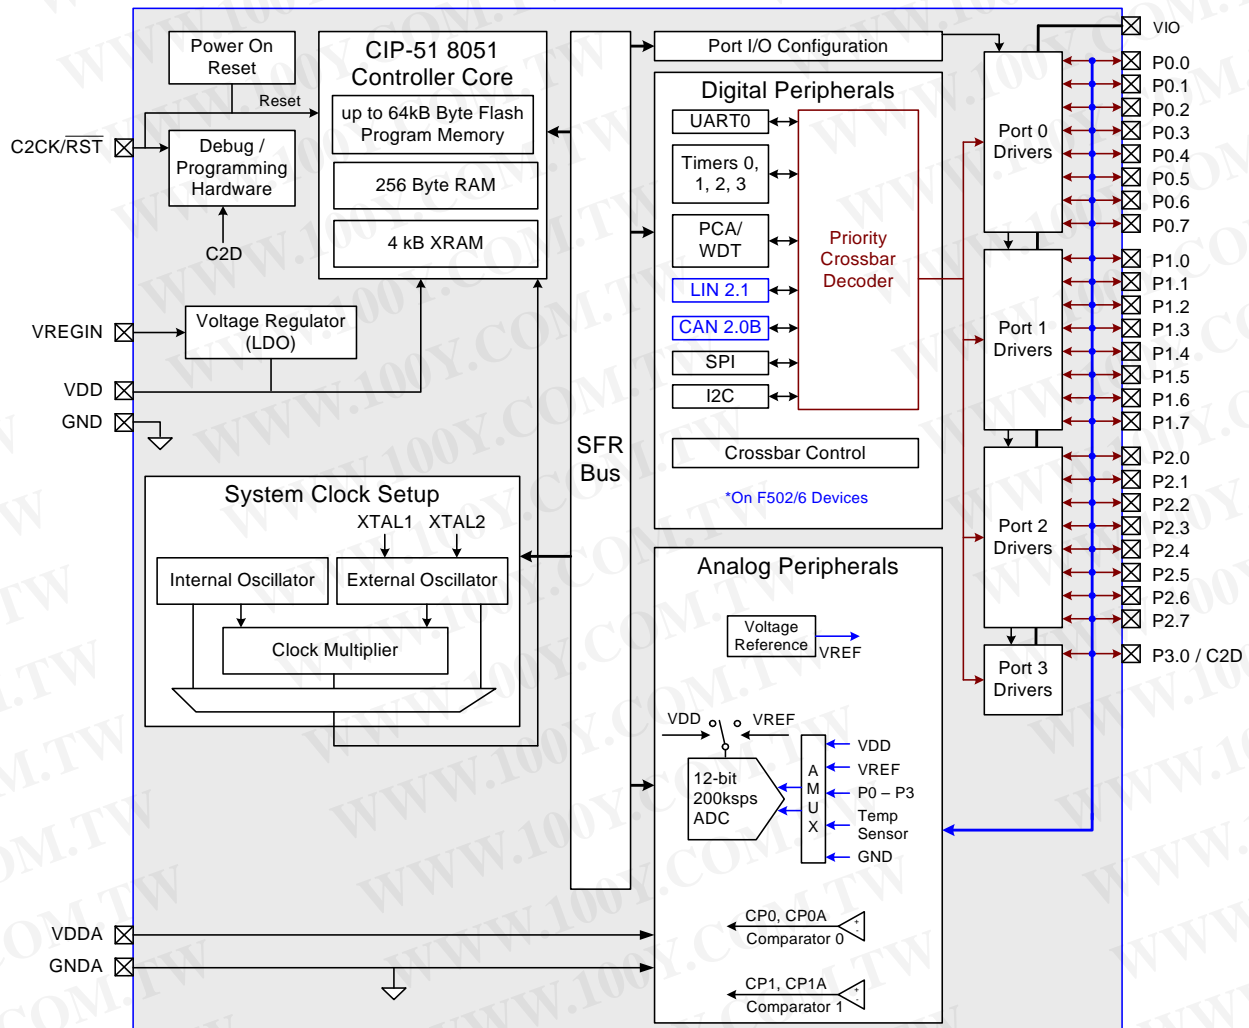 Power On
Reset
Reset
C2CK/RST
Debug /
Programming
Hardware
C2D
CIP-51 8051
Controller Core
up to 64kB Byte Flash
Program Memory
256 Byte RAM
4 kB XRAM
VREGIN
Voltage Regulator
(LDO)
VDD
GND
System Clock Setup
XTAL1 XTAL2
Internal Oscillator
External Oscillator
Clock Multiplier
SFR
Bus
Port I/O Configuration
Digital Peripherals
UART0
Timers 0,
1, 2, 3
PCA/
WDT
LIN 2.1
CAN 2.0B
SPI
I2C
Priority
Crossbar
Decoder
Crossbar Control
*On F502/6 Devices
Analog Peripherals
Voltage
Reference
VREF
VDD
VREF
12-bit
200ksps
ADC
A
M
U
X
VDD
VREF
P0 – P3
Temp
Sensor
GND
CP0, CP0A
Comparator 0
+
-
CP1, CP1A
Comparator 1
+
-
VDDA
GNDA
Port 0
Drivers
Port 1
Drivers
Port 2
Drivers
Port 3
Drivers
VIO
P0.0
P0.1
P0.2
P0.3
P0.4
P0.5
P0.6
P0.7
P1.0
P1.1
P1.2
P1.3
P1.4
P1.5
P1.6
P1.7
P2.0
P2.1
P2.2
P2.3
P2.4
P2.5
P2.6
P2.7
P3.0 / C2D
WWW.100Y.COM.TW